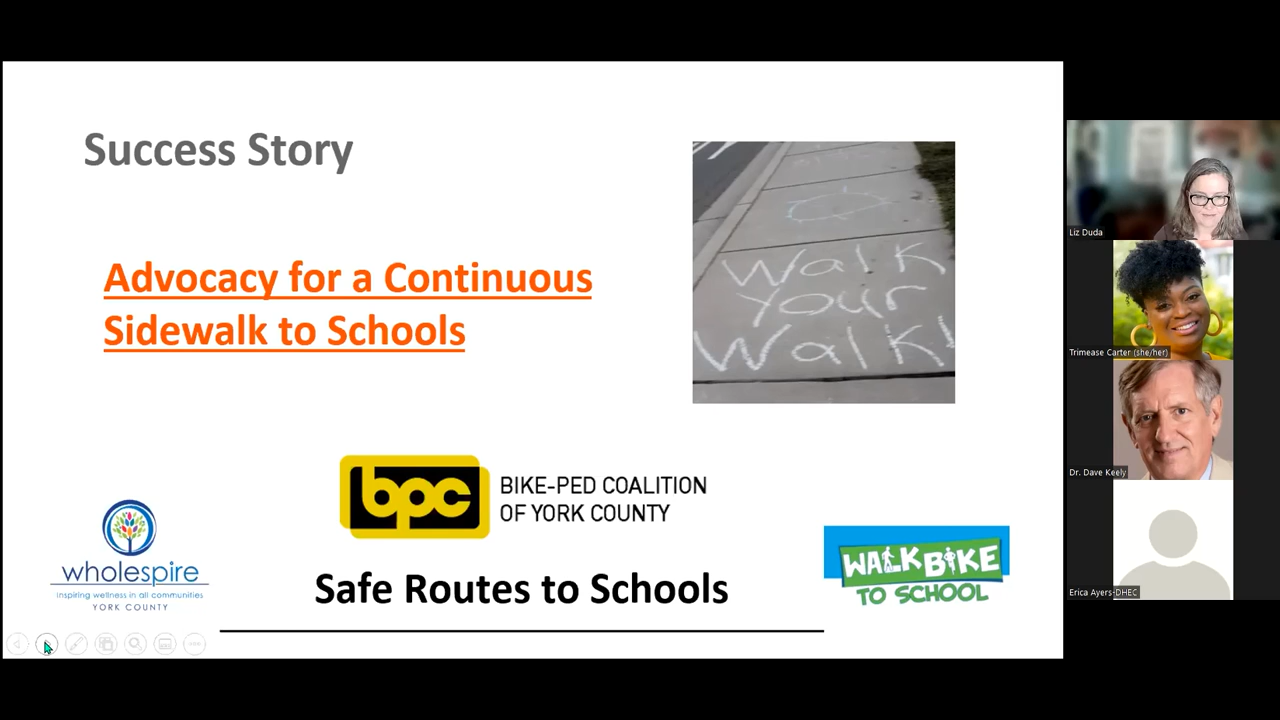 Success Story
Advocacy for a Continuous
Sidewalk to Schools
Walk
Your
Walk!
bpc
BIKE-PED COALITION
OF YORK COUNTY
wholespire
Inspiring wellness in all communities
YORK COUNTY
Safe Routes to Schools
WALK BIKE
TO SCHOOL
Liz Duda
Trimease Carter (she/her)
Dr. Dave Keely
Erica Ayers-DHEC